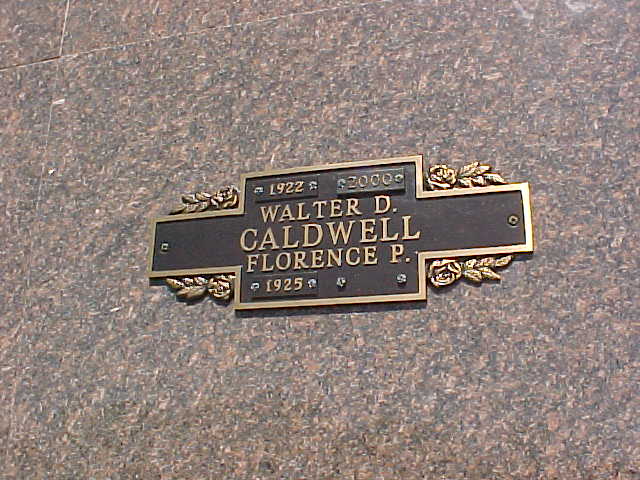 1922 2000
WALTER D.
CALDWELL
FLORENCE P.
1925